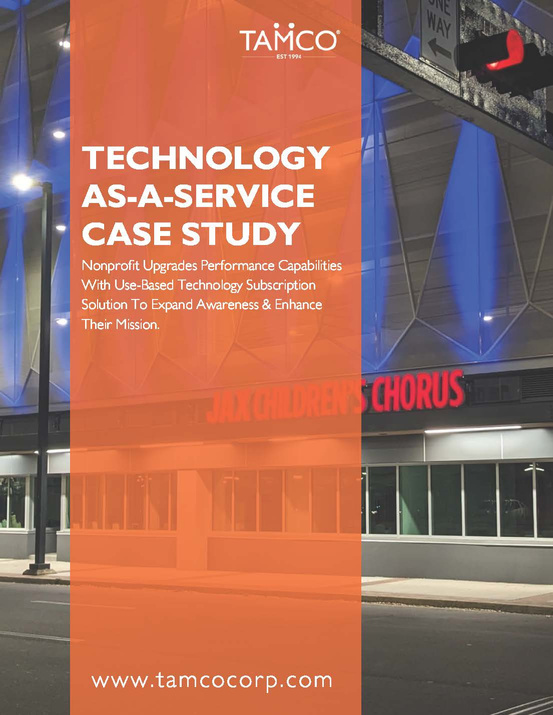 TAMCO®
EST 1994
ONE
WAY
TECHNOLOGY
AS-A-SERVICE
CASE STUDY
Nonprofit Upgrades Performance Capabilities
With Use-Based Technology Subscription
Solution To Expand Awareness & Enhance
Their Mission.
JAX CHILDREN'S CHORUS
www.tamcocorp.com